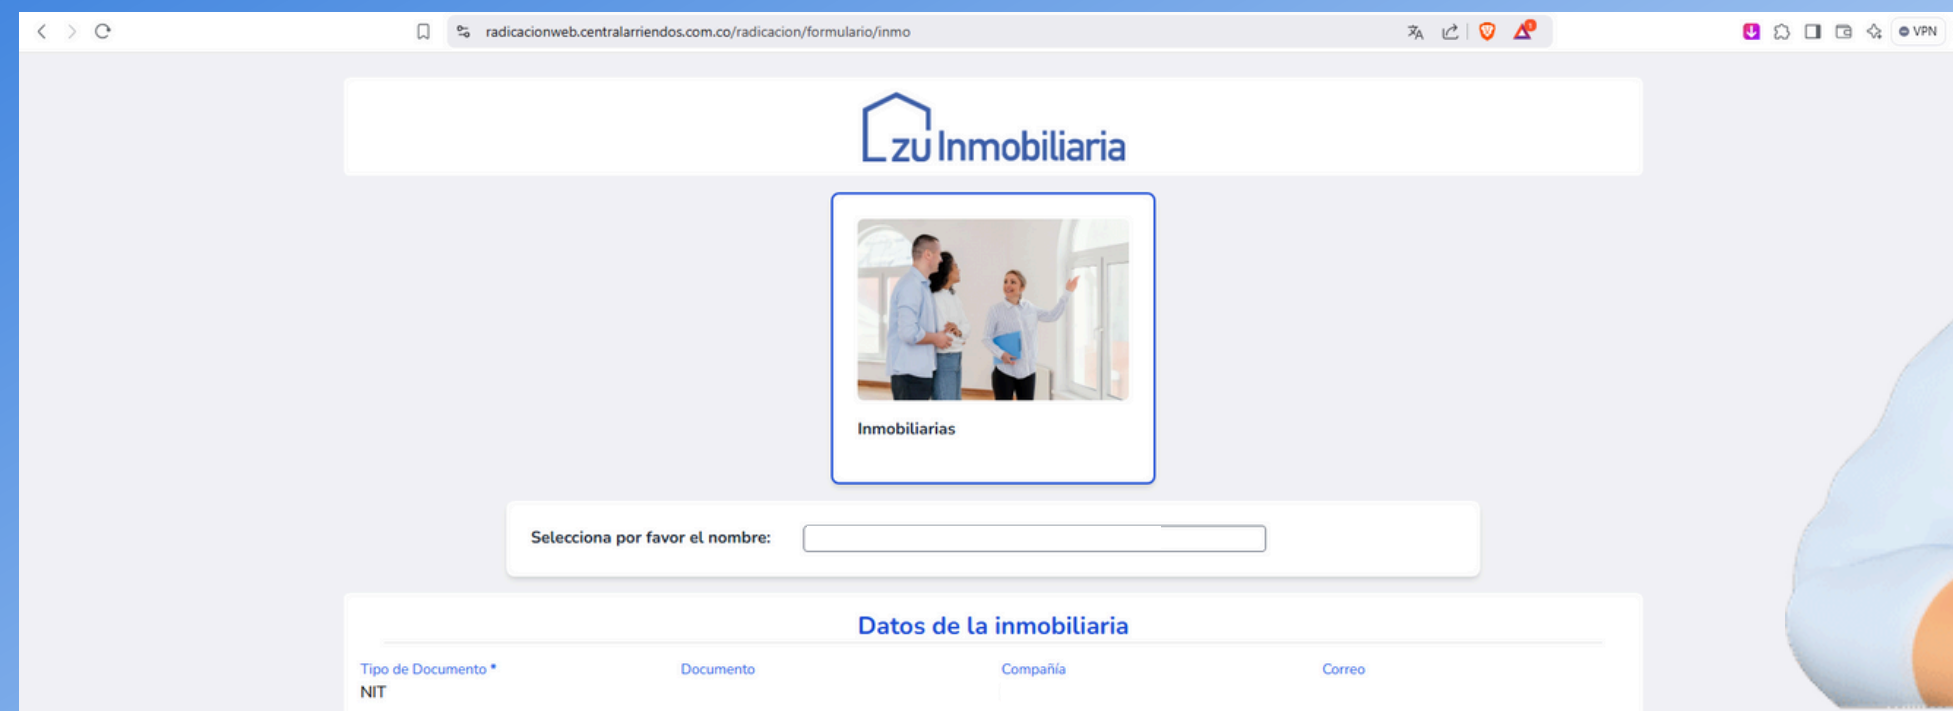 radicacionweb.centralarriendos.com.co/radicacion/formulario/inmo
1
VPN
zu Inmobiliaria
Inmobiliarias
Selecciona por favor el nombre:
Datos de la inmobiliaria
Tipo de Documento * Documento Compañía Correo
NIT